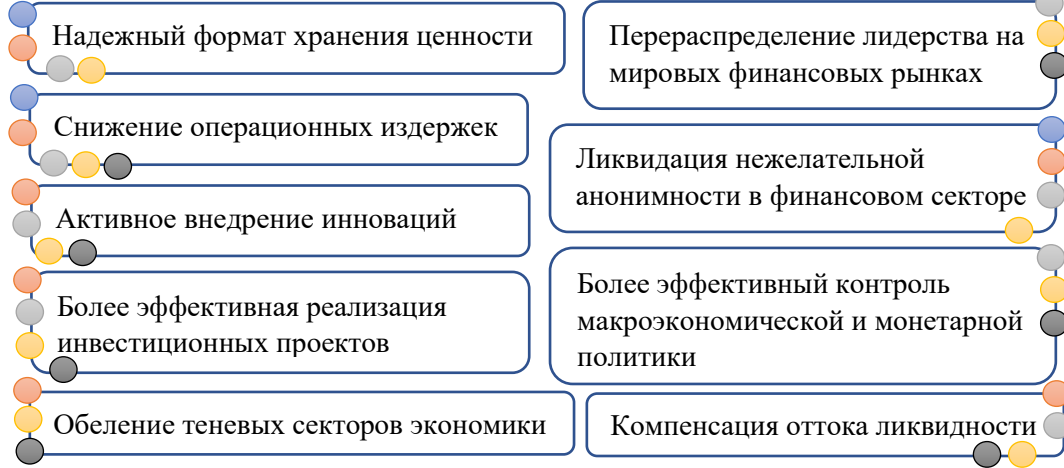 Надежный формат хранения ценности
Снижение операционных издержек
Активное внедрение инноваций
Более эффективная реализация
инвестиционных проектов
Обеление теневых секторов экономики
Перераспределение лидерства на
мировых финансовых рынках
Ликвидация нежелательной
анонимности в финансовом секторе
Более эффективный контроль
макроэкономической и монетарной
политики
Компенсация оттока ликвидности